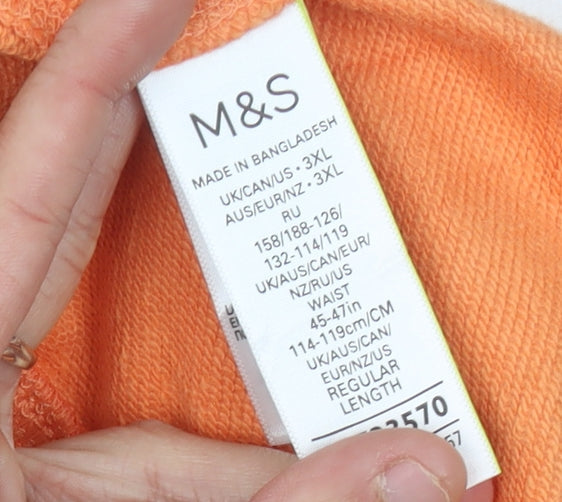 M&S
MADE IN BANGLADESH
UK/CAN/US • 3XL
AUS/EUR/NZ • 3XL
RU
158/188-126/
132-114/119
UK/AUS/CAN/EUR/
NZ/RU/US
WAIST
45-47in
114-119cm/CM
UK/AUS/CAN/
EUR/NZ/US
REGULAR
LENGTH
3570
57